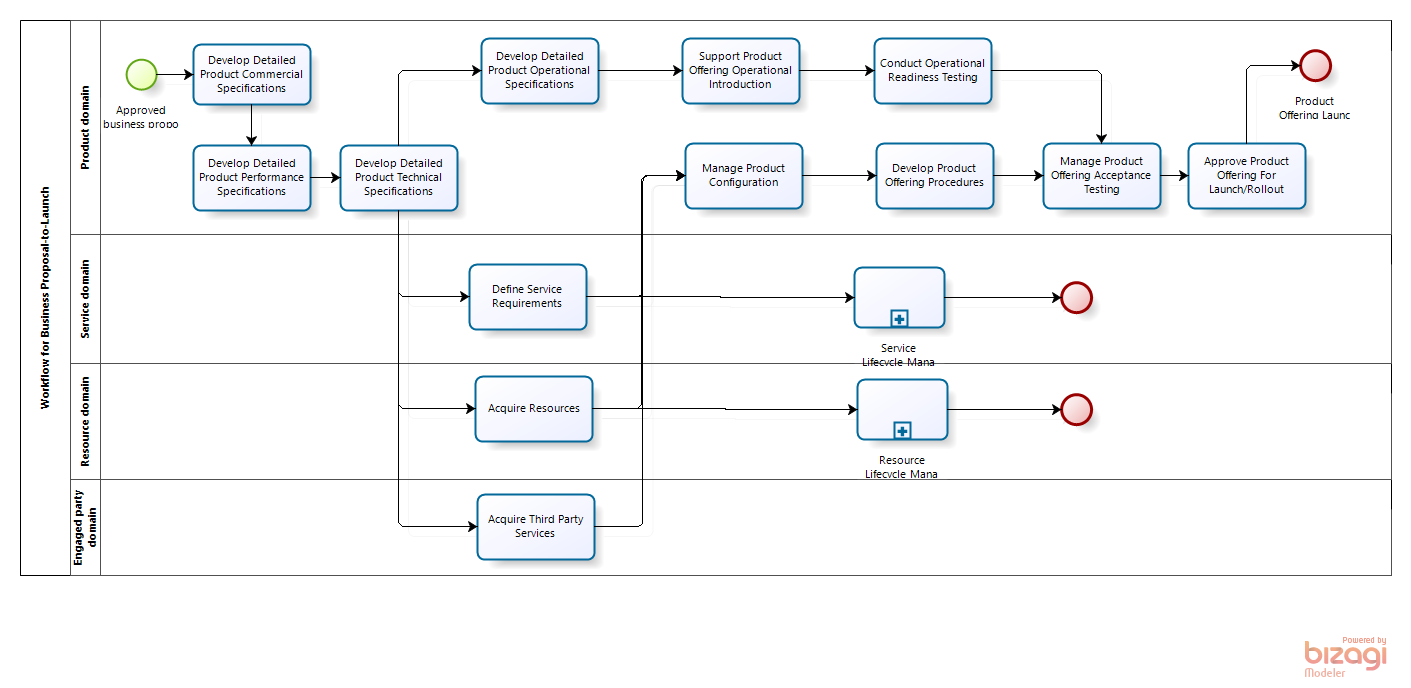 Workflow for Business Proposal-to-Launch
Product domain
Approved
business propo
Develop Detailed
Product Commercial
Specifications
Develop Detailed
Product Performance
Specifications
Develop Detailed
Product Technical
Specifications
Develop Detailed
Product Operational
Specifications
Support Product
Offering Operational
Introduction
Conduct Operational
Readiness Testing
Manage Product
Configuration
Develop Product
Offering Procedures
Manage Product
Offering Acceptance
Testing
Approve Product
Offering For
Launch/Rollout
Product
Offering Launc
Service domain
Define Service
Requirements
Service
Lifecycle Mana
Resource domain
Acquire Resources
Resource
Lifecycle Mana
Engaged party
domain
Acquire Third Party
Services
Powered by
bizagi
Modeler